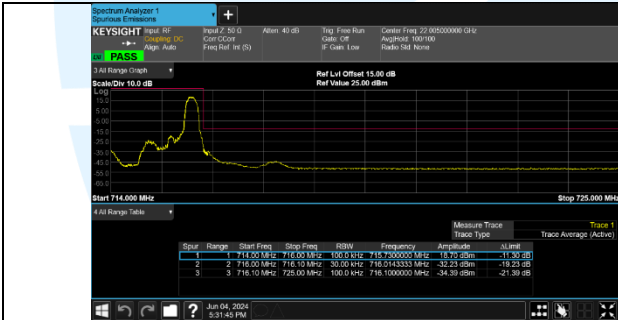 Spectrum Analyzer 1
Spurious Emissions
+
KEYSIGHT Input: RF Input Z: 50 Ω Atten: 40 dB Trig: Free Run Center Freq: 22.005000000 GHz
Coupling: DC Corr CCorr Gate: Off Avg|Hold: 100/100
Align: Auto Freq Ref: Int (S) IF Gain: Low Radio Std: None
PASS
3 All Range Graph
Ref Lvl Offset 15.00 dB
Scale/Div 10.0 dB Ref Value 25.00 dBm
Log
15.0
5.00
-5.00
-15.0
-25.0
-35.0
-45.0
-55.0
-65.0
Start 714.000 MHz Stop 725.000 MHz
4 All Range Table
Measure Trace Trace 1
Trace Type Trace Average (Active)
Spur Range Start Freq Stop Freq RBW Frequency Amplitude ΔLimit
1 1 714.00 MHz 716.00 MHz 100.0 kHz 715.7300000 MHz 18.70 dBm -11.30 dB
2 2 716.00 MHz 716.10 MHz 30.00 kHz 716.0143333 MHz -32.23 dBm -19.23 dB
3 3 716.10 MHz 725.00 MHz 100.0 kHz 716.1000000 MHz -34.39 dBm -21.39 dB
? Jun 04, 2024
5:31:45 PM